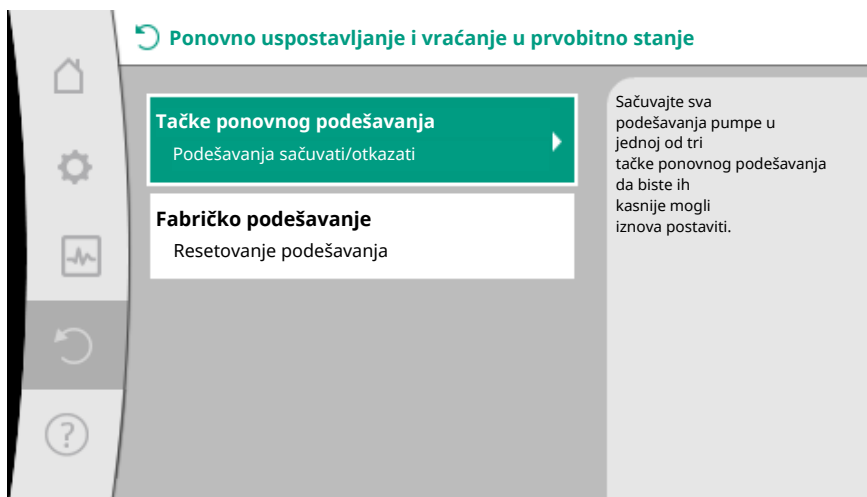 Ponovno uspostavljanje i vraćanje u prvobitno stanje
Tačke ponovnog podešavanja
Podešavanja sačuvati/otkazati
Fabričko podešavanje
Resetovanje podešavanja
Sačuvajte sva
podešavanja pumpe u
jednoj od tri
tačke ponovnog podešavanja
da biste ih
kasnije mogli
iznova postaviti.
?